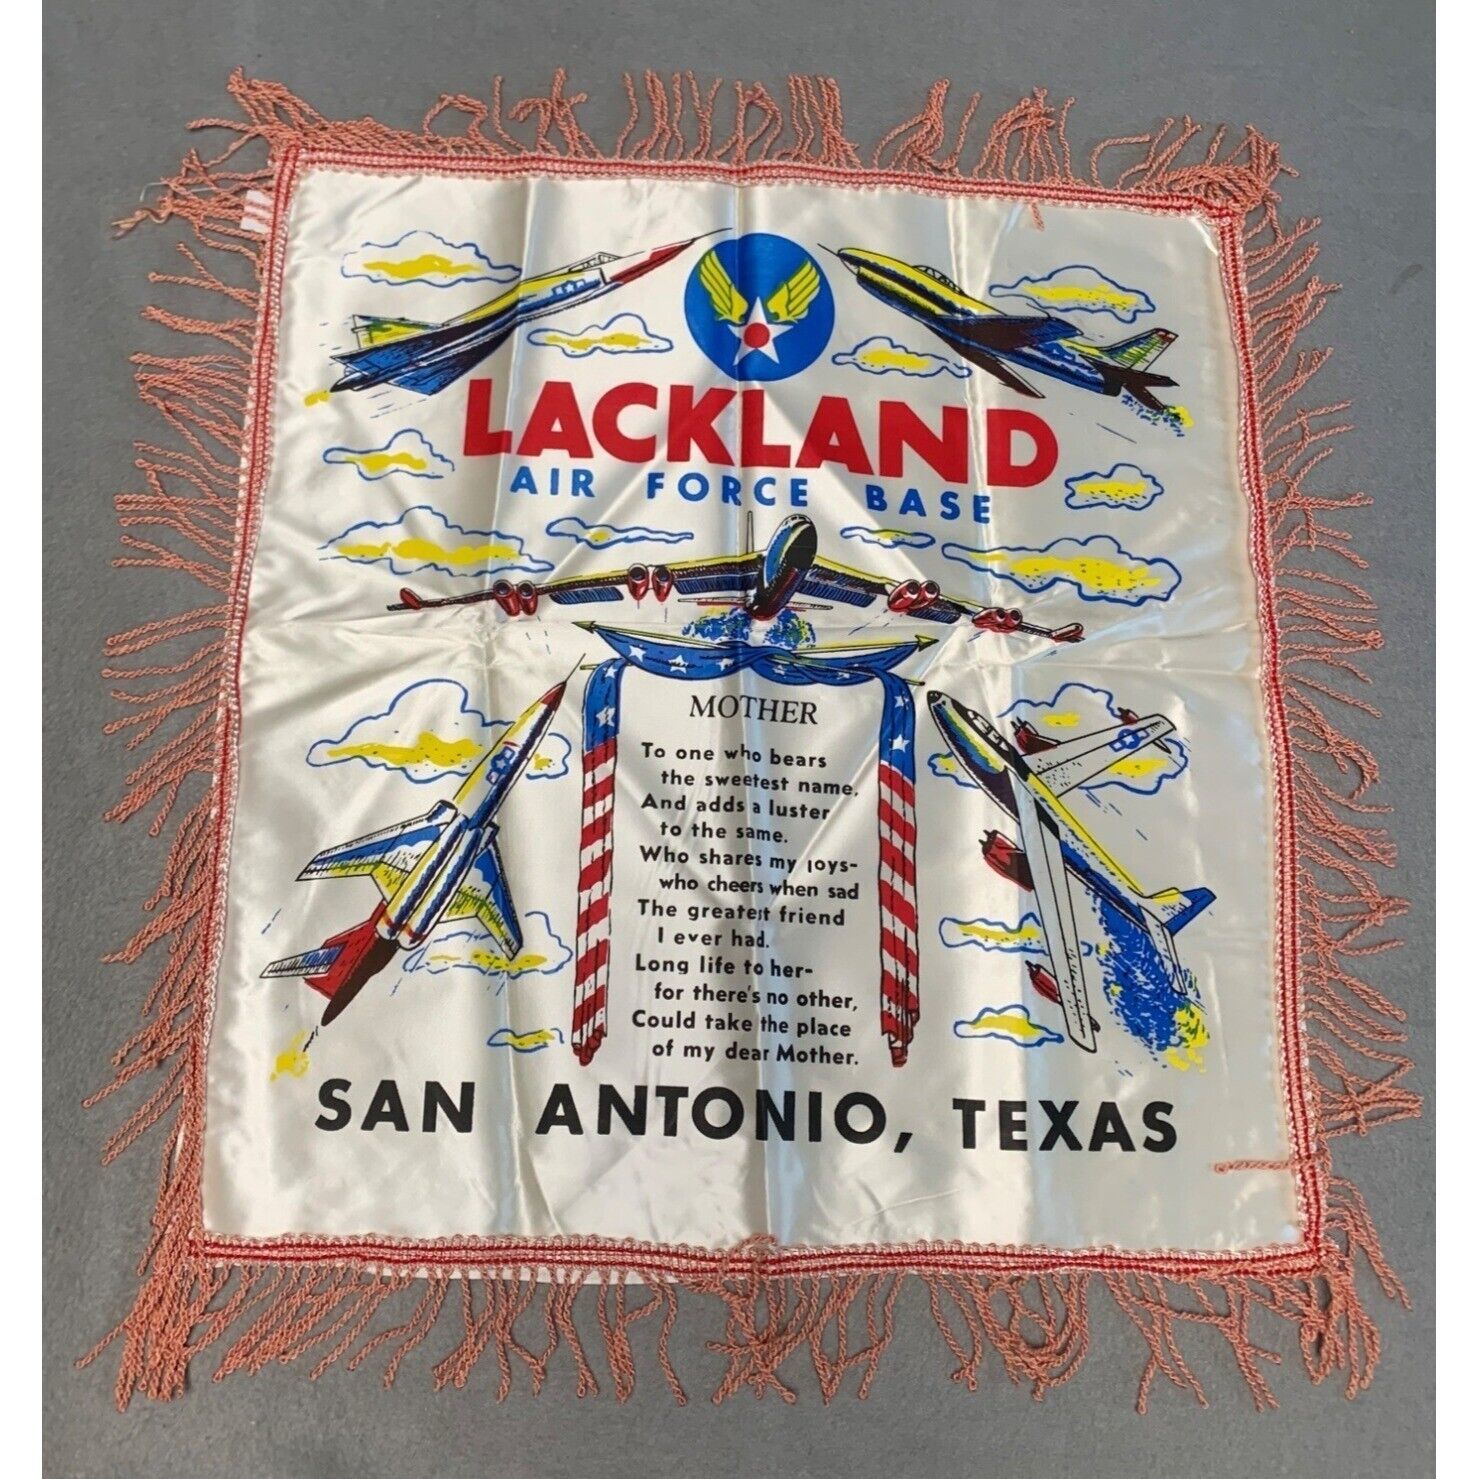 LACKLAND
AIR FORCE BASE
MOTHER
To one who bears
the sweetest name,
And adds a luster
to the same.
Who shares my joys-
who cheers when sad
The greatest friend
I ever had.
Long life to her-
for there's no other,
Could take the place
of my dear Mother.
SAN ANTONIO, TEXAS